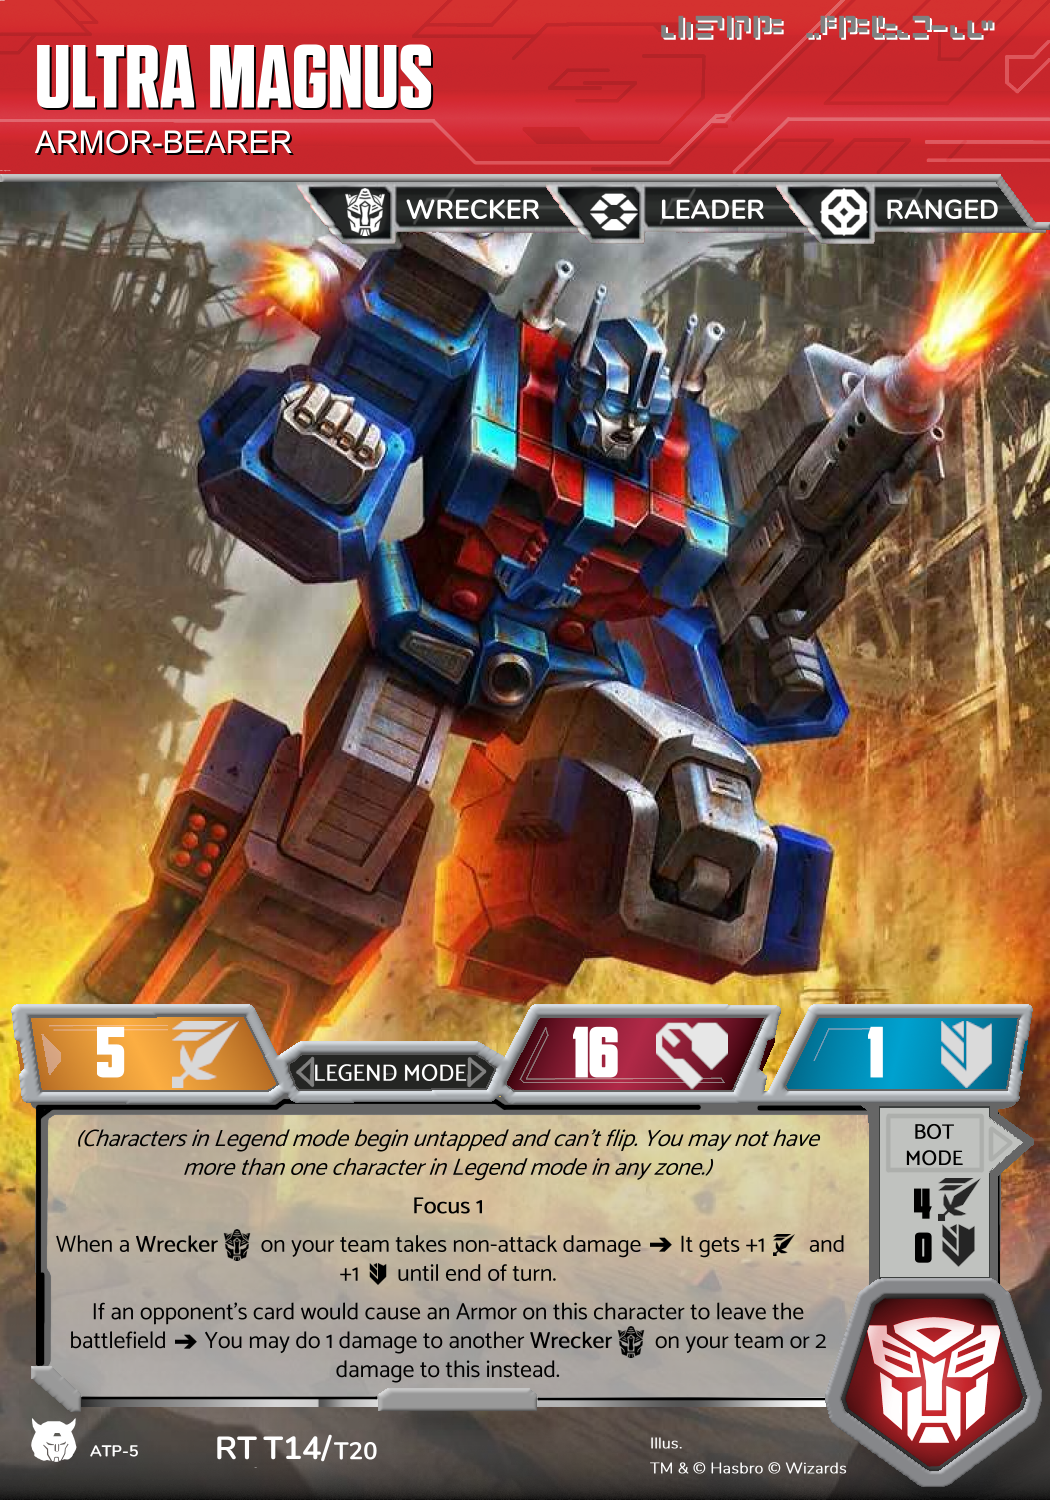 ULTRA MAGNUS
ARMOR-BEARER
WRECKER LEADER RANGED
5 16 1
LEGEND MODE
(Characters in Legend mode begin untapped and can't flip. You may not have
more than one character in Legend mode in any zone.)
Focus 1
When a Wrecker on your team takes non-attack damage ➔ It gets +1 and
+1 until end of turn.
If an opponent's card would cause an Armor on this character to leave the
battlefield ➔ You may do 1 damage to another Wrecker on your team or 2
damage to this instead.
BOT
MODE
4
0
ATP-5
RT T14/T20
Illus.
TM & © Hasbro © Wizards